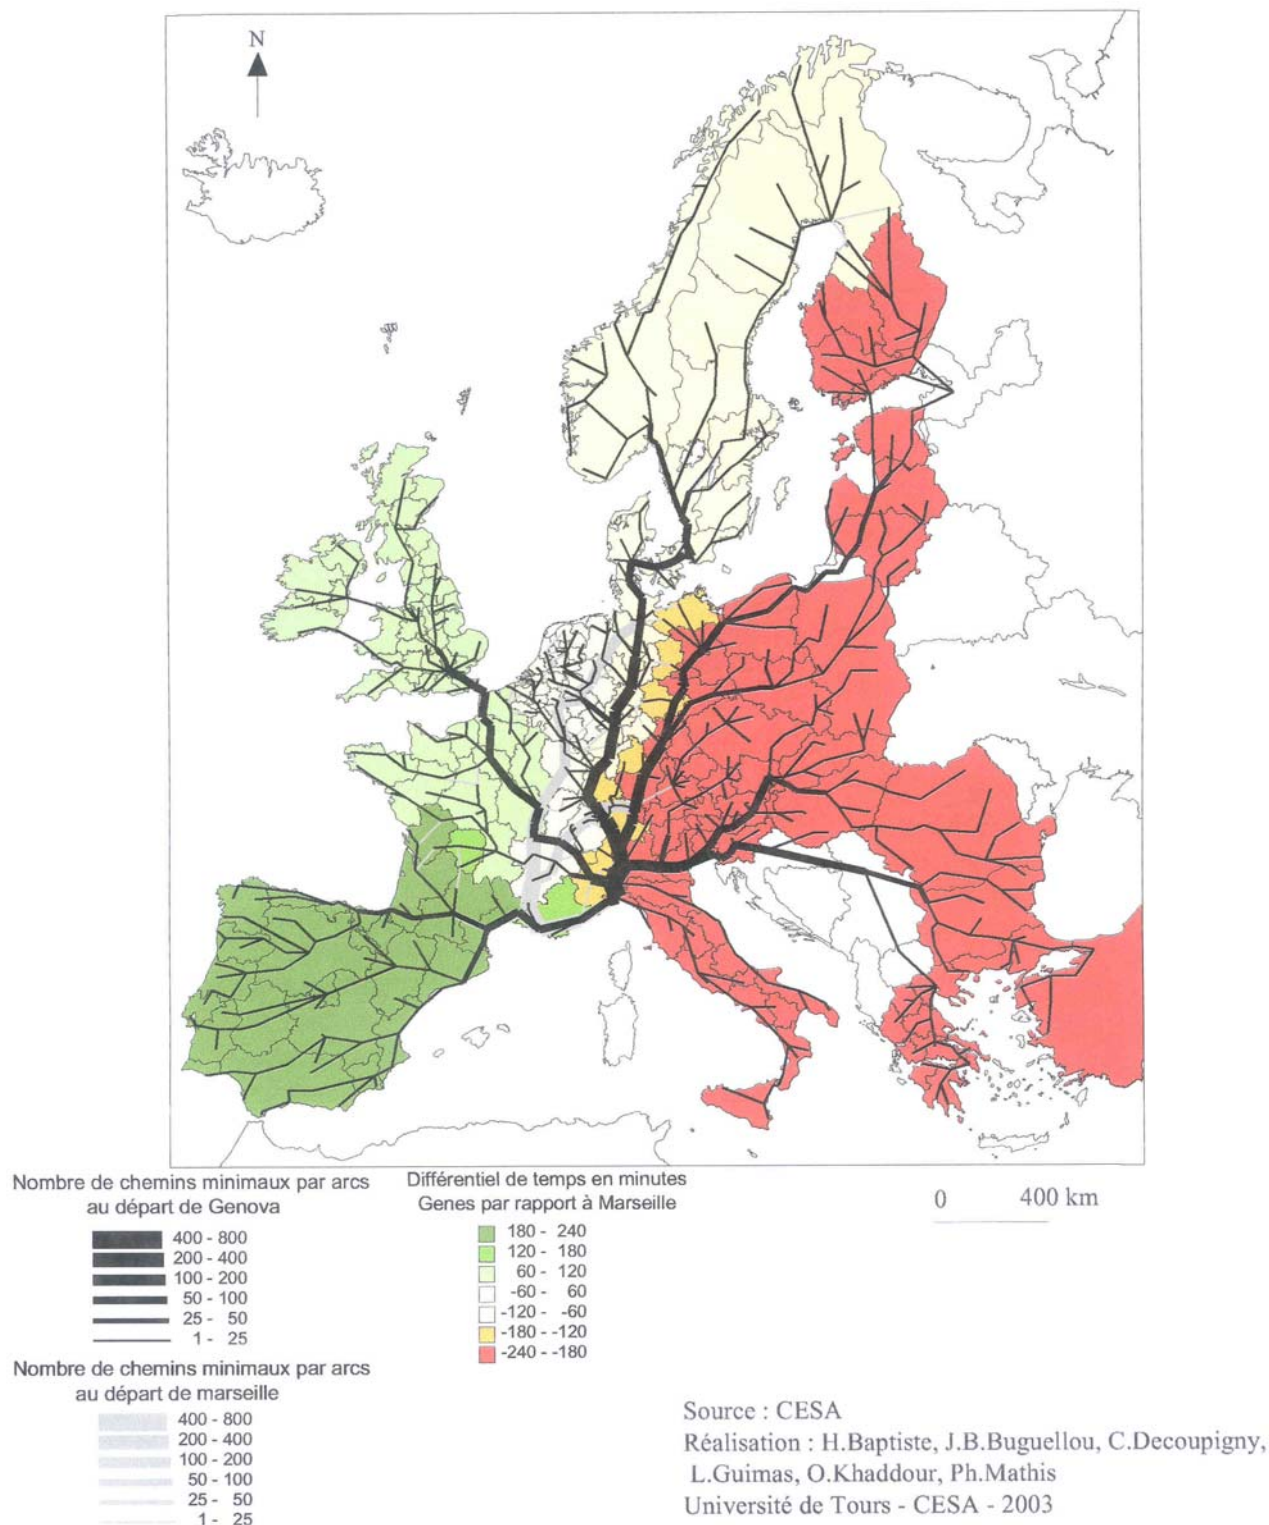 N
Nombre de chemins minimaux par arcs
au départ de Genova
400 - 800
200 - 400
100 - 200
50 - 100
25 - 50
1 - 25
Nombre de chemins minimaux par arcs
au départ de marseille
400 - 800
200 - 400
100 - 200
50 - 100
25 - 50
1 - 25
Différentiel de temps en minutes
Genes par rapport à Marseille
180 - 240
120 - 180
60 - 120
-60 - 60
-120 - -60
-180 - -120
-240 - -180
0 400 km
Source : CESA
Réalisation : H.Baptiste, J.B.Buguellou, C.Decoupigny,
L.Guimas, O.Khaddour, Ph.Mathis
Université de Tours - CESA - 2003